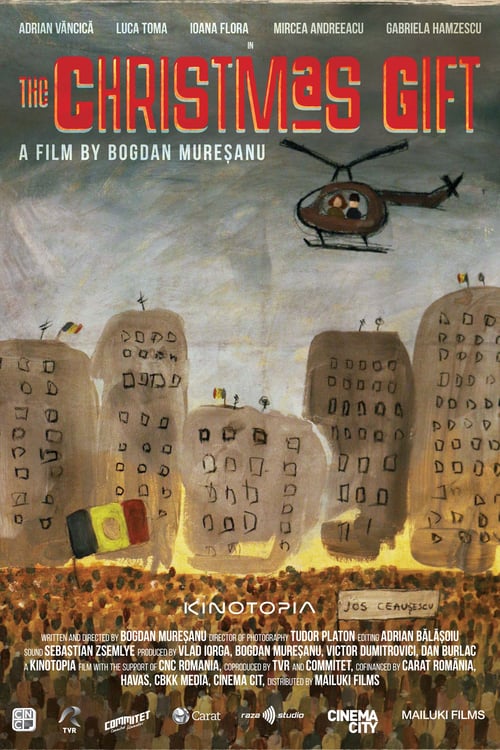 ADRIAN VĂNCICĂ LUCA TOMA IOANA FLORA MIRCEA ANDREEACU GABRIELA HAMZESCU
IN
THE CHRISTMAS GIFT
A FILM BY BOGDAN MUREȘANU
KINOTOPIA
JOS CEAUȘESCU
WRITTEN AND DIRECTED BY BOGDAN MUREȘANU DIRECTOR OF PHOTOGRAPHY TUDOR PLATON EDITING ADRIAN BĂLĂȘOIU
SOUND SEBASTIAN ZSEMLYE PRODUCED BY VLAD IORGA, BOGDAN MUREȘANU, VICTOR DUMITROVICI, DAN BURLAC
A KINOTOPIA FILM WITH THE SUPPORT OF CNC ROMANIA, COPRODUCED BY TVR AND COMMITET, COFINANCED BY CARAT ROMÂNIA,
HAVAS, CBKK MEDIA, CINEMA CIT, DISTRIBUTED BY MAILUKI FILMS
CNC TVR COMMITET Carat raza studio CINEMA CITY MAILUKI FILMS